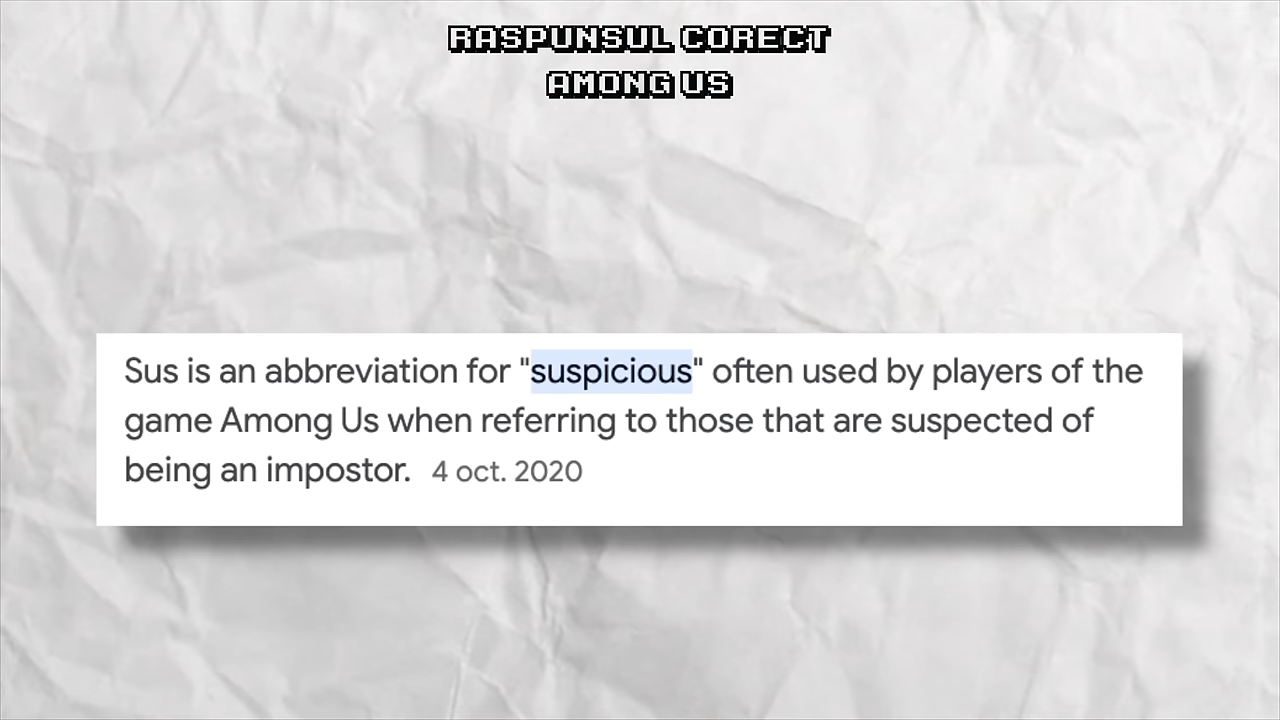 RASPUNSUL CORECT
AMONG US
Sus is an abbreviation for "suspicious" often used by players of the
game Among Us when referring to those that are suspected of
being an impostor. 4 oct. 2020